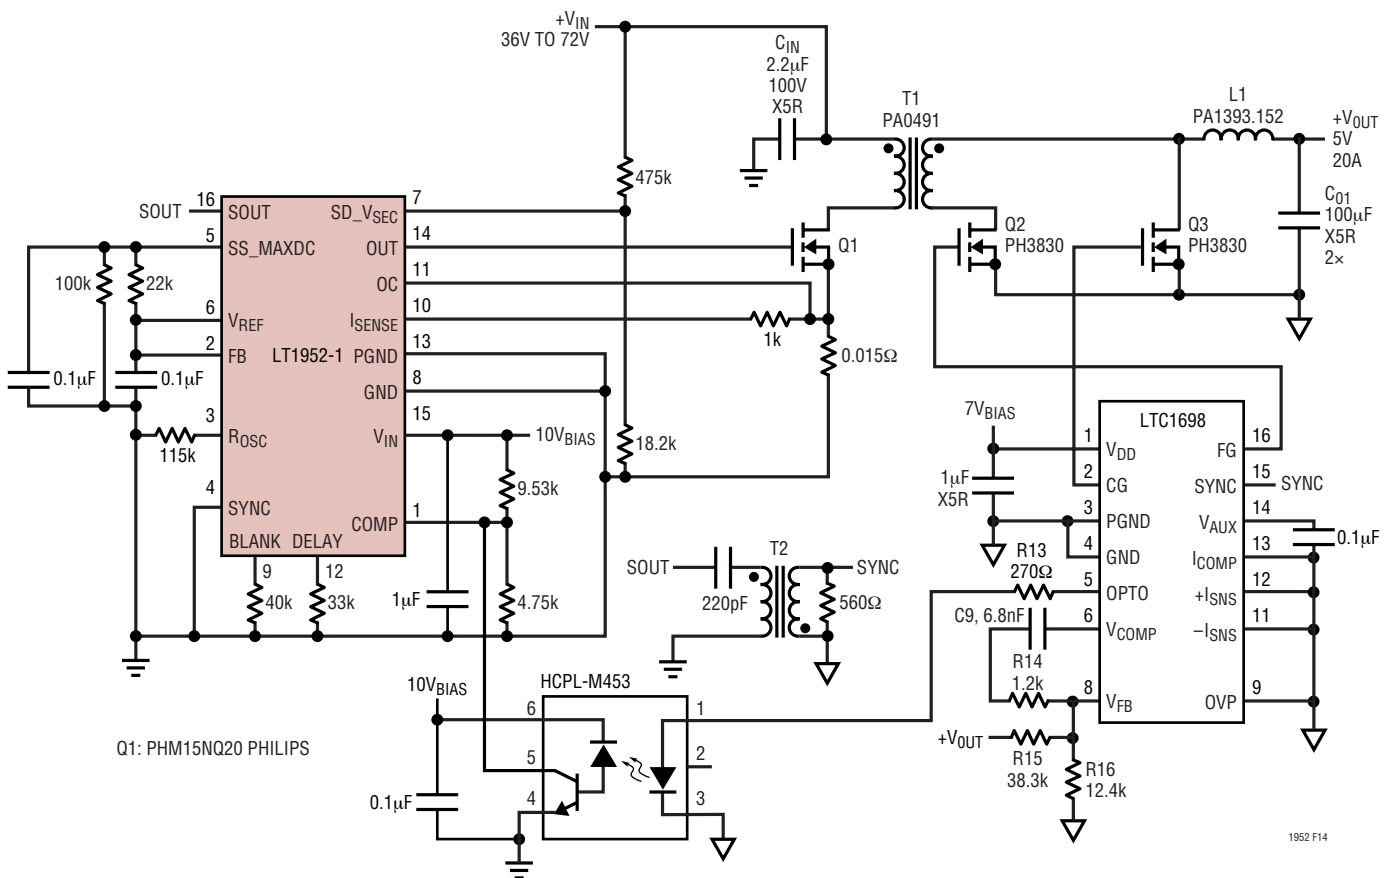 +VIN
36V TO 72V
CIN
2.2µF
100V
X5R
T1
PA0491
L1
PA1393.152
+VOUT
5V
20A
C01
100µF
X5R
2×
475k
SOUT
16
SOUT
SD_VSEC
7
5
SS_MAXDC
OUT
14
Q1
Q2
PH3830
Q3
PH3830
OC
11
100k
22k
6
VREF
ISENSE
10
1k
2
FB
LT1952-1
PGND
13
0.015Ω
0.1µF
0.1µF
GND
8
3
ROSC
115k
VIN
15
10VBIAS
18.2k
9.53k
4
SYNC
COMP
1
BLANK
DELAY
9
12
40k
33k
1µF
4.75k
7VBIAS
1µF
X5R
LTC1698
1
VDD
FG
16
2
CG
SYNC
15
SYNC
3
PGND
VAUX
14
0.1µF
4
GND
ICOMP
13
R13
270Ω
5
OPTO
+ISNS
12
C9, 6.8nF
6
VCOMP
–ISNS
11
R14
1.2k
8
VFB
OVP
9
+VOUT
R15
38.3k
R16
12.4k
SOUT
220pF
T2
SYNC
560Ω
10VBIAS
HCPL-M453
6
1
5
2
4
3
0.1µF
Q1: PHM15NQ20 PHILIPS
1952 F14